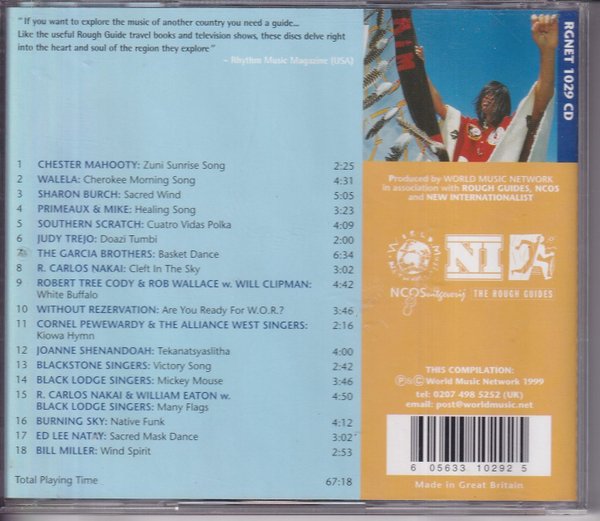 "If you want to explore the music of another country you need a guide...
Like the useful Rough Guide travel books and television shows, these discs delve right
into the heart and soul of the region they explore"
~ Rhythm Music Magazine (USA)
RGNET 1029 CD
1 CHESTER MAHOOTY: Zuni Sunrise Song 2:25
2 WALELA: Cherokee Morning Song 4:31
3 SHARON BURCH: Sacred Wind 5:05
4 PRIMEAUX & MIKE: Healing Song 3:23
5 SOUTHERN SCRATCH: Cuatro Vidas Polka 4:09
6 JUDY TREJO: Doazi Tumbi 2:00
7 THE GARCIA BROTHERS: Basket Dance 6:34
8 R. CARLOS NAKAI: Cleft In The Sky 3:02
9 ROBERT TREE CODY & ROB WALLACE w. WILL CLIPMAN: 4:42
White Buffalo
10 WITHOUT REZERVATION: Are You Ready For W.O.R.? 3:46
11 CORNEL PEWEWARDY & THE ALLIANCE WEST SINGERS: 2:16
Kiowa Hymn
12 JOANNE SHENANDOAH: Tekanatsyaslitha 4:00
13 BLACKSTONE SINGERS: Victory Song 2:42
14 BLACK LODGE SINGERS: Mickey Mouse 3:46
15 R. CARLOS NAKAI & WILLIAM EATON w. 4:50
BLACK LODGE SINGERS: Many Flags
16 BURNING SKY: Native Funk 4:12
17 ED LEE NATAY: Sacred Mask Dance 3:02
18 BILL MILLER: Wind Spirit 2:53
Total Playing Time 67:18
Produced by WORLD MUSIC NETWORK
in association with ROUGH GUIDES, NCOS
and NEW INTERNATIONALIST
NI
NCOS uitgeverij THE ROUGH GUIDES
THIS COMPILATION:
℗&© World Music Network 1999
tel: 0207 498 5252 (UK)
email: post@worldmusic.net
6 05633 10292 5
Made in Great Britain